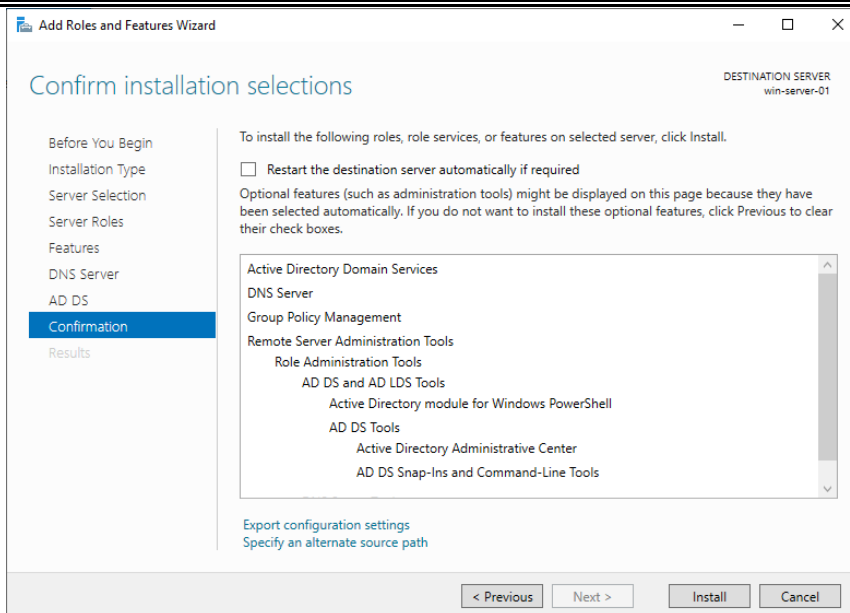 Add Roles and Features Wizard
Confirm installation selections
DESTINATION SERVER
win-server-01
Before You Begin
Installation Type
Server Selection
Server Roles
Features
DNS Server
AD DS
Confirmation
Results
To install the following roles, role services, or features on selected server, click Install.
Restart the destination server automatically if required
Optional features (such as administration tools) might be displayed on this page because they have
been selected automatically. If you do not want to install these optional features, click Previous to clear
their check boxes.
Active Directory Domain Services
DNS Server
Group Policy Management
Remote Server Administration Tools
Role Administration Tools
AD DS and AD LDS Tools
Active Directory module for Windows PowerShell
AD DS Tools
Active Directory Administrative Center
AD DS Snap-Ins and Command-Line Tools
Export configuration settings
Specify an alternate source path
< Previous
Next >
Install
Cancel